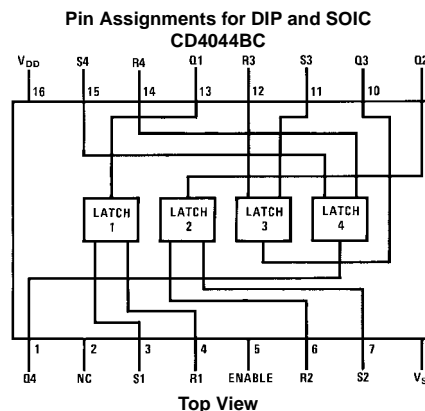 Pin Assignments for DIP and SOIC
CD4044BC
VDD S4 R4 Q1 R3 S3 Q3 Q2
16 15 14 13 12 11 10
LATCH 1 LATCH 2 LATCH 3 LATCH 4
1 2 3 4 5 6 7
Q4 NC S1 R1 ENABLE R2 S2
Top View